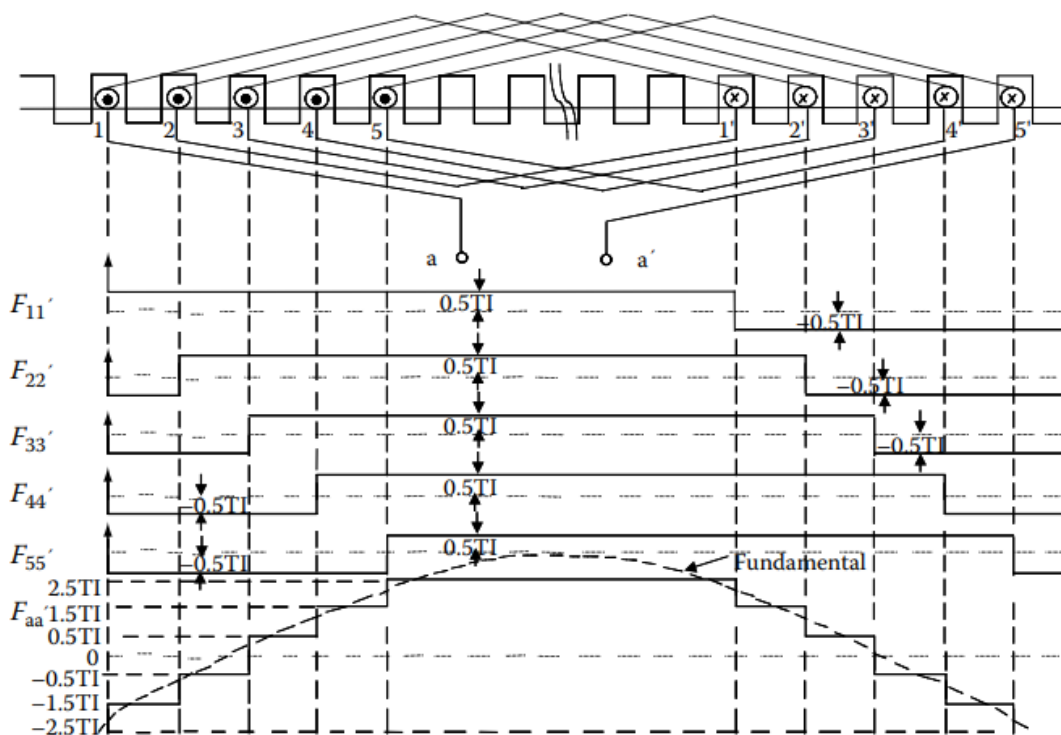 1 2 3 4 5 1' 2' 3' 4' 5'
a a´
F11´ 0.5TI −0.5TI
F22´ 0.5TI −0.5TI
F33´ 0.5TI −0.5TI
F44´ −0.5TI 0.5TI
F55´ −0.5TI 0.5TI
Fundamental
2.5TI
Faa´ 1.5TI
0.5TI
0
−0.5TI
−1.5TI
−2.5TI